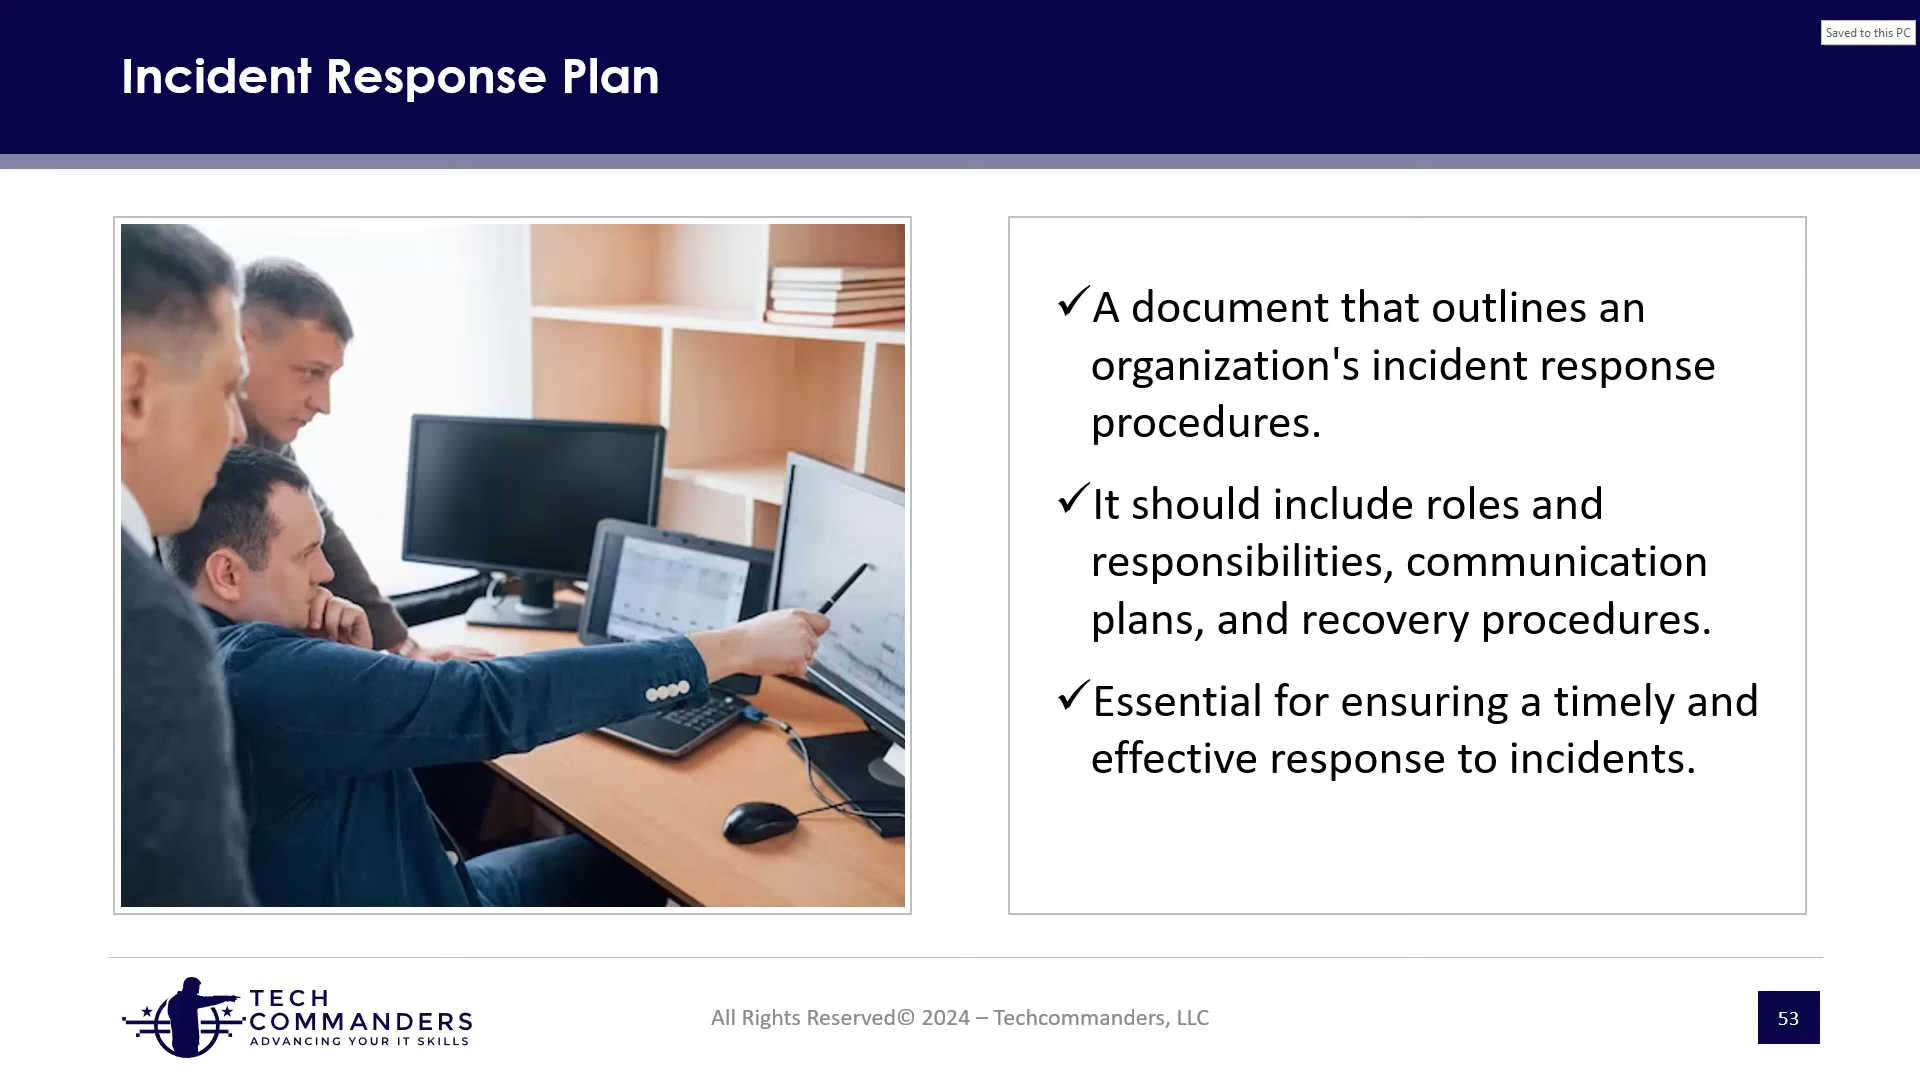 Incident Response Plan
Saved to this PC
✓A document that outlines an
organization's incident response
procedures.
✓It should include roles and
responsibilities, communication
plans, and recovery procedures.
✓Essential for ensuring a timely and
effective response to incidents.
TECH
COMMANDERS
ADVANCING YOUR IT SKILLS
All Rights Reserved© 2024 – Techcommanders, LLC
53